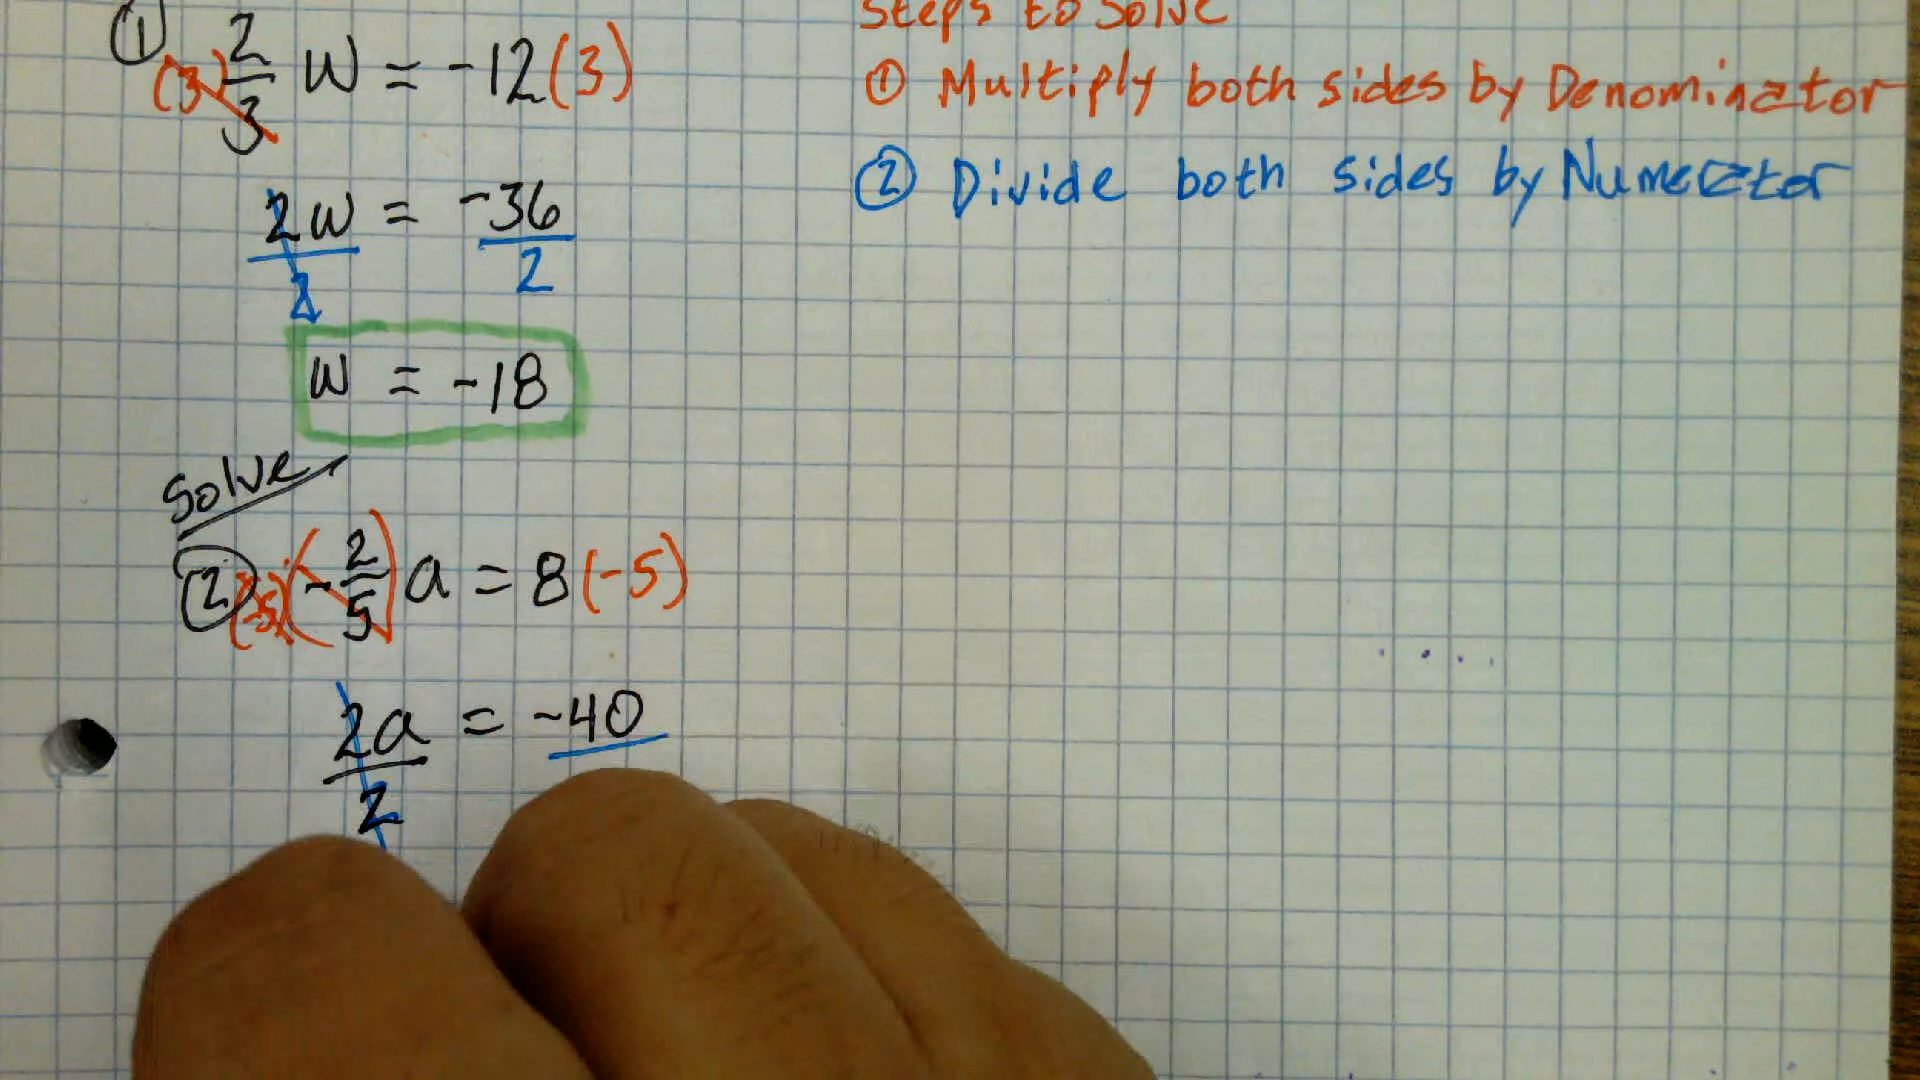 ①
(3) 2/3 w = -12(3)
2w/2 = -36/2
w = -18
Solve
② (-5)(-2/5)a = 8(-5)
2a/2 = -40
Steps to Solve
① Multiply both sides by Denominator
② Divide both sides by Numerator